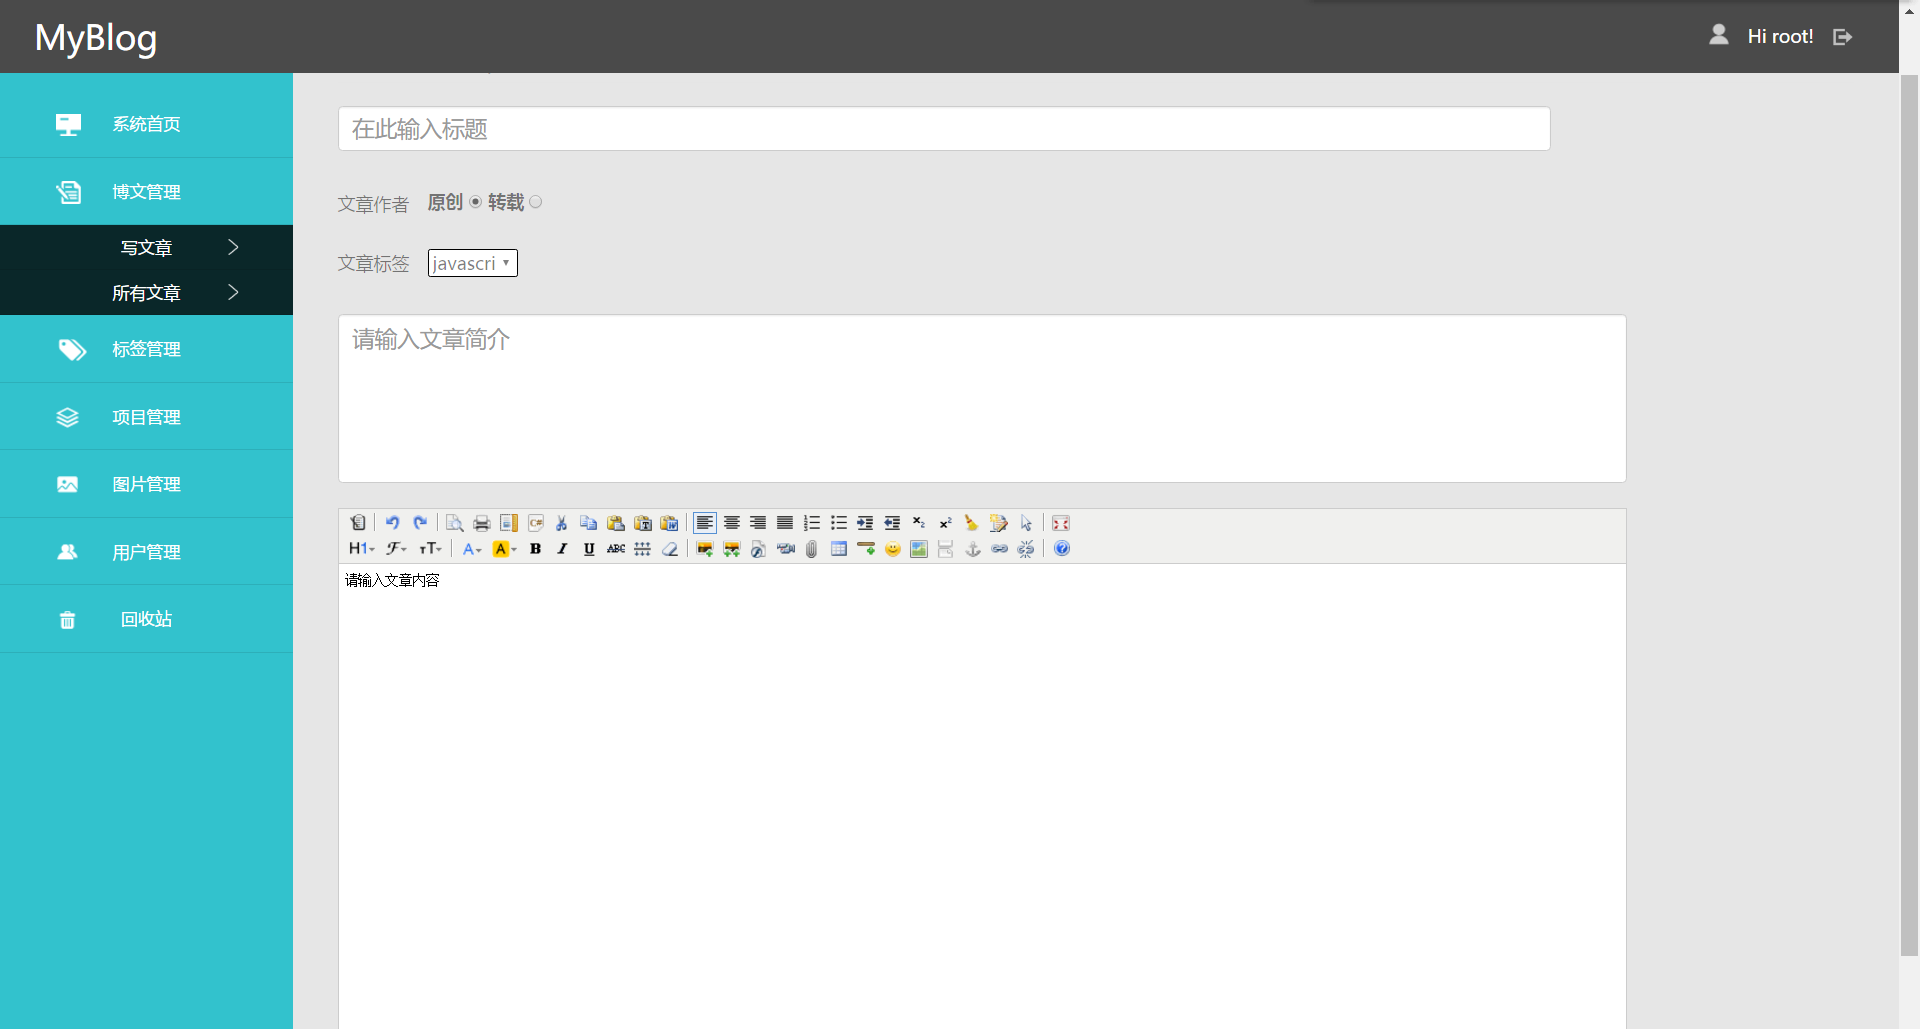 MyBlog
Hi root!
系统首页
博文管理
写文章
所有文章
标签管理
项目管理
图片管理
用户管理
回收站
在此输入标题
文章作者 原创 转载
文章标签 javascri
请输入文章简介
C#
H1 F тT A A B I U ABC
请输入文章内容